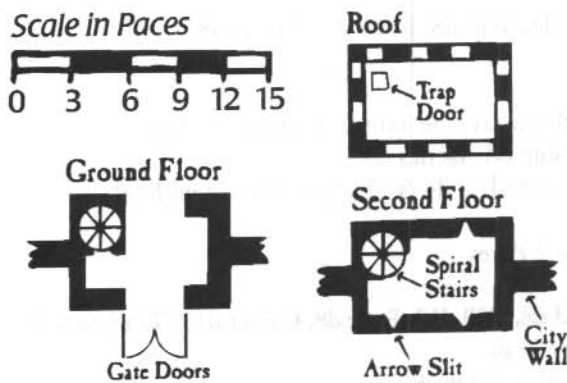 Scale in Paces
0 3 6 9 12 15
Roof
Trap
Door
Ground Floor
Gate Doors
Second Floor
Spiral
Stairs
Arrow Slit
City
Wall